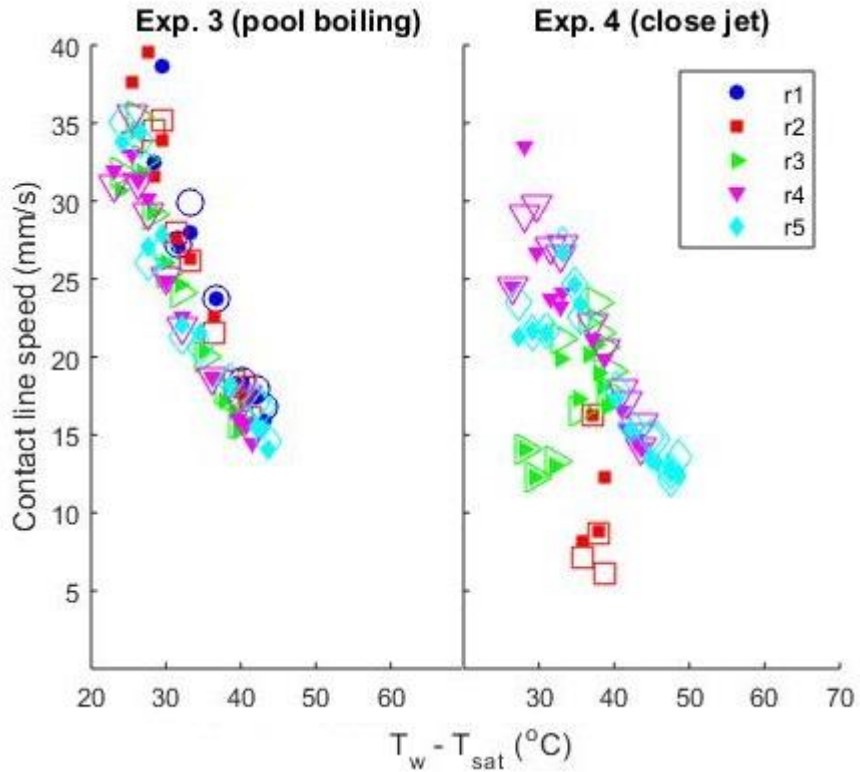 Exp. 3 (pool boiling)
Exp. 4 (close jet)
40
35
30
25
20
15
10
5
Contact line speed (mm/s)
r1
r2
r3
r4
r5
20 30 40 50 60
30 40 50 60 70
T_w - T_sat (°C)